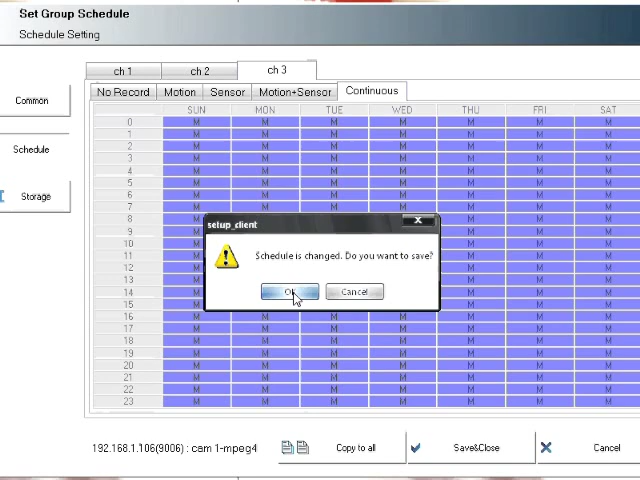 Set Group Schedule
Schedule Setting
ch 1 ch 2 ch 3
Common
No Record Motion Sensor Motion+Sensor Continuous
SUN MON TUE WED THU FRI SAT
0 M M M M M M M
1 M M M M M M M
Schedule
2 M M M M M M M
3 M M M M M M M
4 M M M M M M M
5 M M M M M M M
Storage
6 M M M M M M M
7 M M M M M M M
8 M M M
9 M M M
10 M M M
11 M M M
12 M M M
13 M M M
14 M M M
15 M M M
setup_client X
Schedule is changed. Do you want to save?
Cancel
16 M M M M M M M
17 M M M M M M M
18 M M M M M M M
19 M M M M M M M
20 M M M M M M M
21 M M M M M M M
22 M M M M M M M
23 M M M M M M M
192.168.1.106(9006) : cam 1-mpeg4 Copy to all Save&Close Cancel